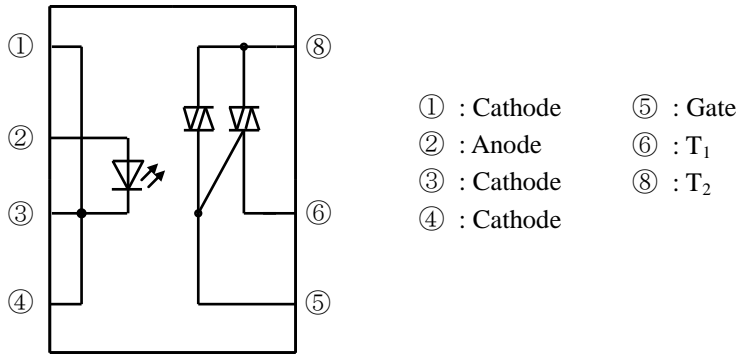 ①
②
③
④
⑧
⑥
⑤
① : Cathode
② : Anode
③ : Cathode
④ : Cathode
⑤ : Gate
⑥ : T₁
⑧ : T₂